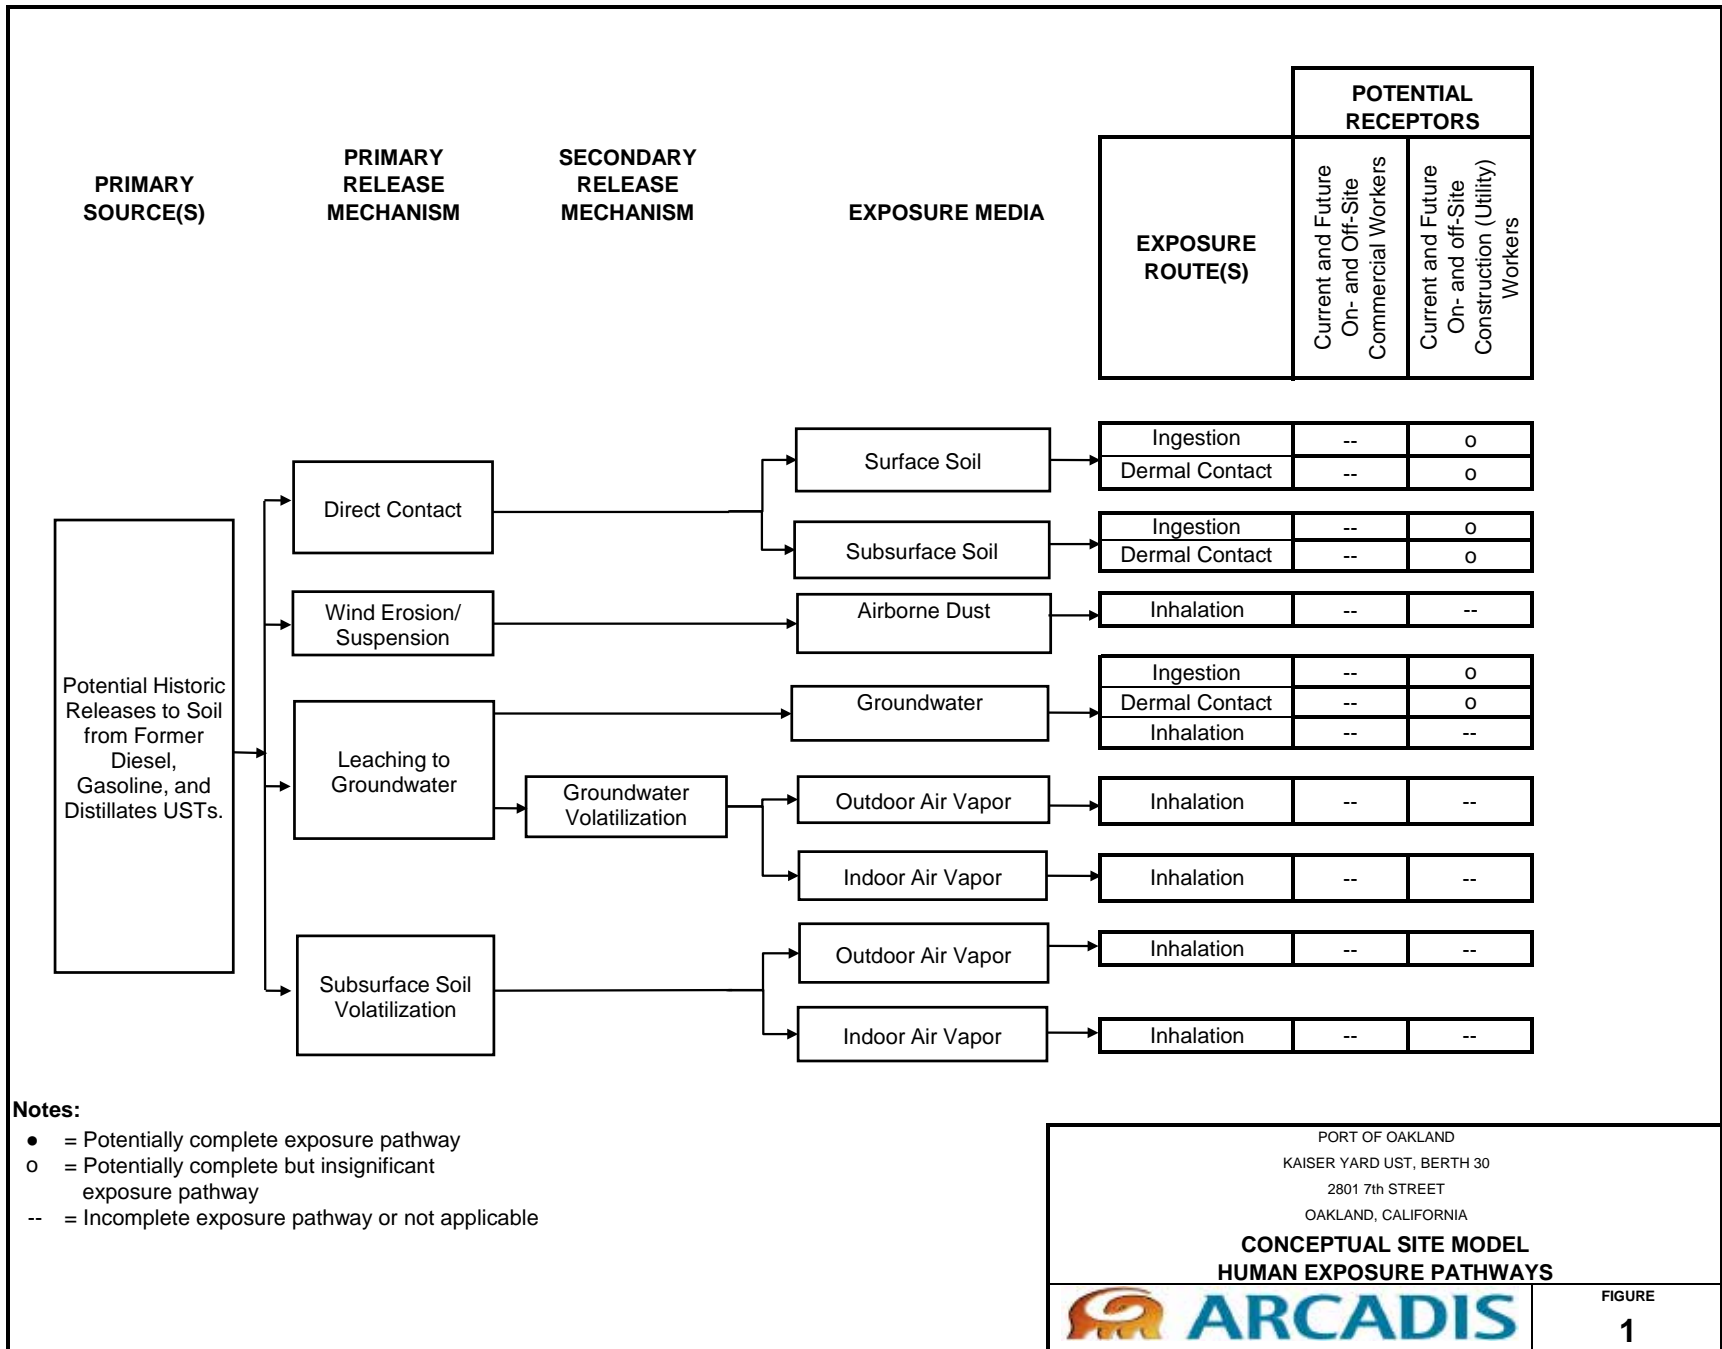 POTENTIAL
RECEPTORS
PRIMARY
SOURCE(S)
PRIMARY
RELEASE
MECHANISM
SECONDARY
RELEASE
MECHANISM
EXPOSURE MEDIA
EXPOSURE
ROUTE(S)
Current and Future
On- and Off-Site
Commercial Workers
Current and Future
On- and off-Site
Construction (Utility)
Workers
Potential Historic
Releases to Soil
from Former
Diesel,
Gasoline, and
Distillates USTs.
Direct Contact
Surface Soil
Ingestion -- o
Dermal Contact -- o
Subsurface Soil
Ingestion -- o
Dermal Contact -- o
Wind Erosion/
Suspension
Airborne Dust
Inhalation -- --
Leaching to
Groundwater
Groundwater
Ingestion -- o
Dermal Contact -- o
Inhalation -- --
Groundwater
Volatilization
Outdoor Air Vapor
Inhalation -- --
Indoor Air Vapor
Inhalation -- --
Subsurface Soil
Volatilization
Outdoor Air Vapor
Inhalation -- --
Indoor Air Vapor
Inhalation -- --
Notes:
● = Potentially complete exposure pathway
o = Potentially complete but insignificant
exposure pathway
-- = Incomplete exposure pathway or not applicable
PORT OF OAKLAND
KAISER YARD UST, BERTH 30
2801 7th STREET
OAKLAND, CALIFORNIA
CONCEPTUAL SITE MODEL
HUMAN EXPOSURE PATHWAYS
ARCADIS
FIGURE
1